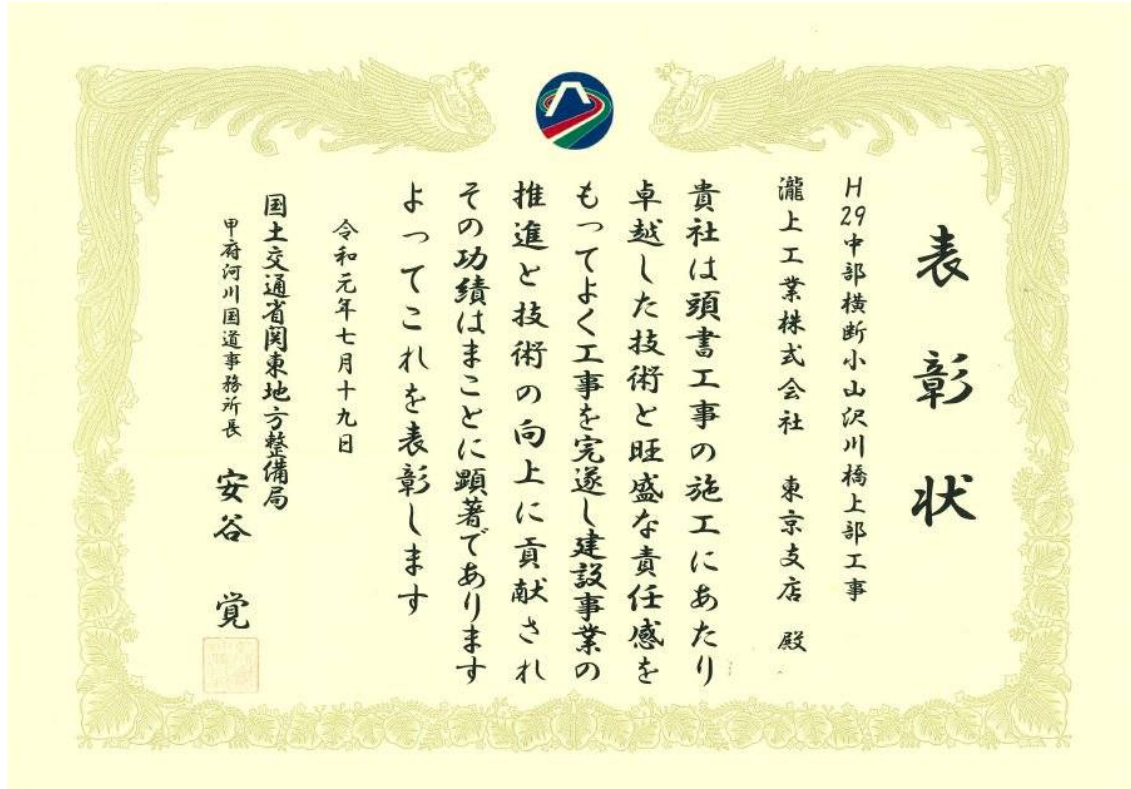 表彰状
H29中部横断小山沢川橋上部工事
瀧上工業株式会社 東京支店 殿
貴社は頭書工事の施工にあたり
卓越した技術と旺盛な責任感を
もってよく工事を完遂し建設事業の
推進と技術の向上に貢献され
その功績はまことに顕著であります
よってこれを表彰します
令和元年七月十九日
国土交通省関東地方整備局
甲府河川国道事務所長 安谷 覚